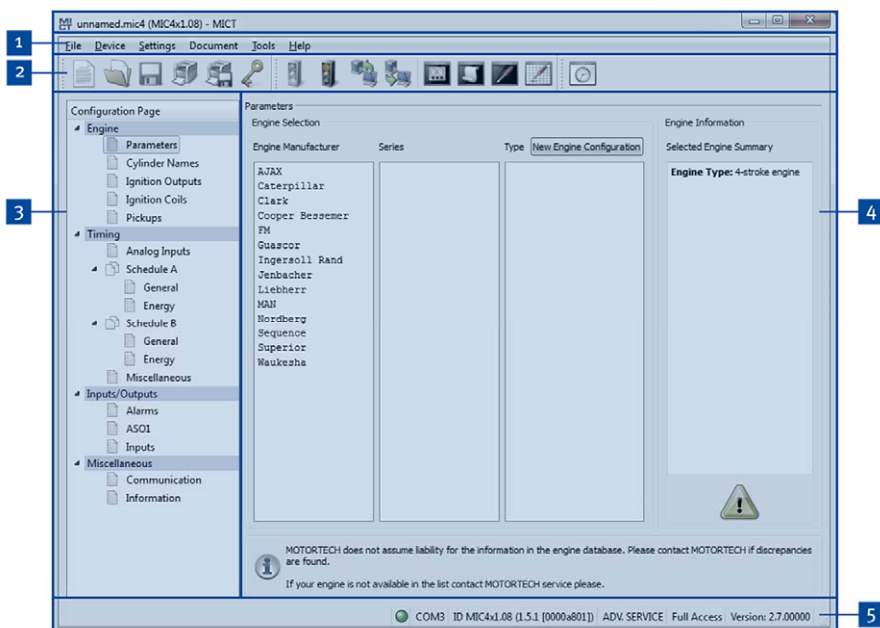 MICT unnamed.mic4 (MIC4x1.08) - MICT
1
File Device Settings Document Tools Help
2
Configuration Page
Engine
Parameters
Cylinder Names
Ignition Outputs
Ignition Coils
Pickups
Timing
Analog Inputs
Schedule A
General
Energy
Schedule B
General
Energy
Miscellaneous
Inputs/Outputs
Alarms
ASO1
Inputs
Miscellaneous
Communication
Information
3
Parameters
Engine Selection
Engine Manufacturer Series Type New Engine Configuration
AJAX
Caterpillar
Clark
Cooper Bessemer
FM
Guascor
Ingersoll Rand
Jenbacher
Liebherr
MAN
Nordberg
Sequence
Superior
Waukesha
Engine Information
Selected Engine Summary
Engine Type: 4-stroke engine
4
MOTORTECH does not assume liability for the information in the engine database. Please contact MOTORTECH if discrepancies
are found.
If your engine is not available in the list contact MOTORTECH service please.
COM3 ID MIC4x1.08 (1.5.1 [0000a801]) ADV. SERVICE Full Access Version: 2.7.00000
5